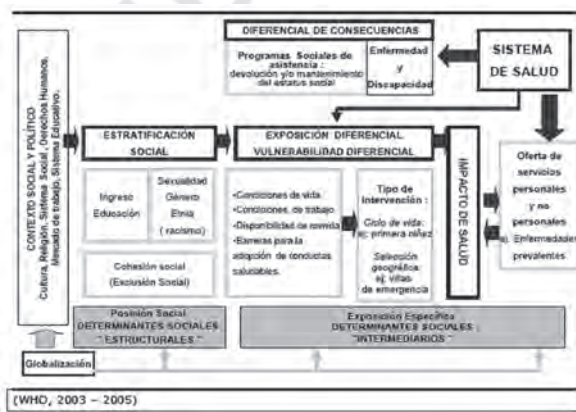 DIFERENCIAL DE CONSECUENCIAS
Programas Sociales de
asistencia :
devolución y/o mantenimiento
del estatus social
Enfermedad
y
Discapacidad
SISTEMA
DE SALUD
CONTEXTO SOCIAL Y POLÍTICO
Cultura, Religión, Sistema Social, Derechos Humanos,
Mercado de trabajo, Sistema Educativo.
ESTRATIFICACIÓN
SOCIAL
EXPOSICIÓN DIFERENCIAL
VULNERABILIDAD DIFERENCIAL
Ingreso
Educación
Sexualidad
Género
Etnia
( racismo)
Cohesión social
(Exclusión Social)
•Condiciones de vida
•Condiciones, de trabajo
•Disponibilidad de comida
•Barreras para la
adopción de conductas
saludables.
Tipo de
Intervención :
Ciclo de vida:
ej: primera niñez
Selección
geográfica:
ej: villas
de emergencia
IMPACTO DE SALUD
Oferta de
servicios
personales
y no
personales
Enfermedades
prevalentes
Posición Social
DETERMINANTES SOCIALES
" ESTRUCTURALES "
Exposición Específica
DETERMINANTES SOCIALES
"INTERMEDIARIOS "
Globalización
(WHO, 2003 – 2005)